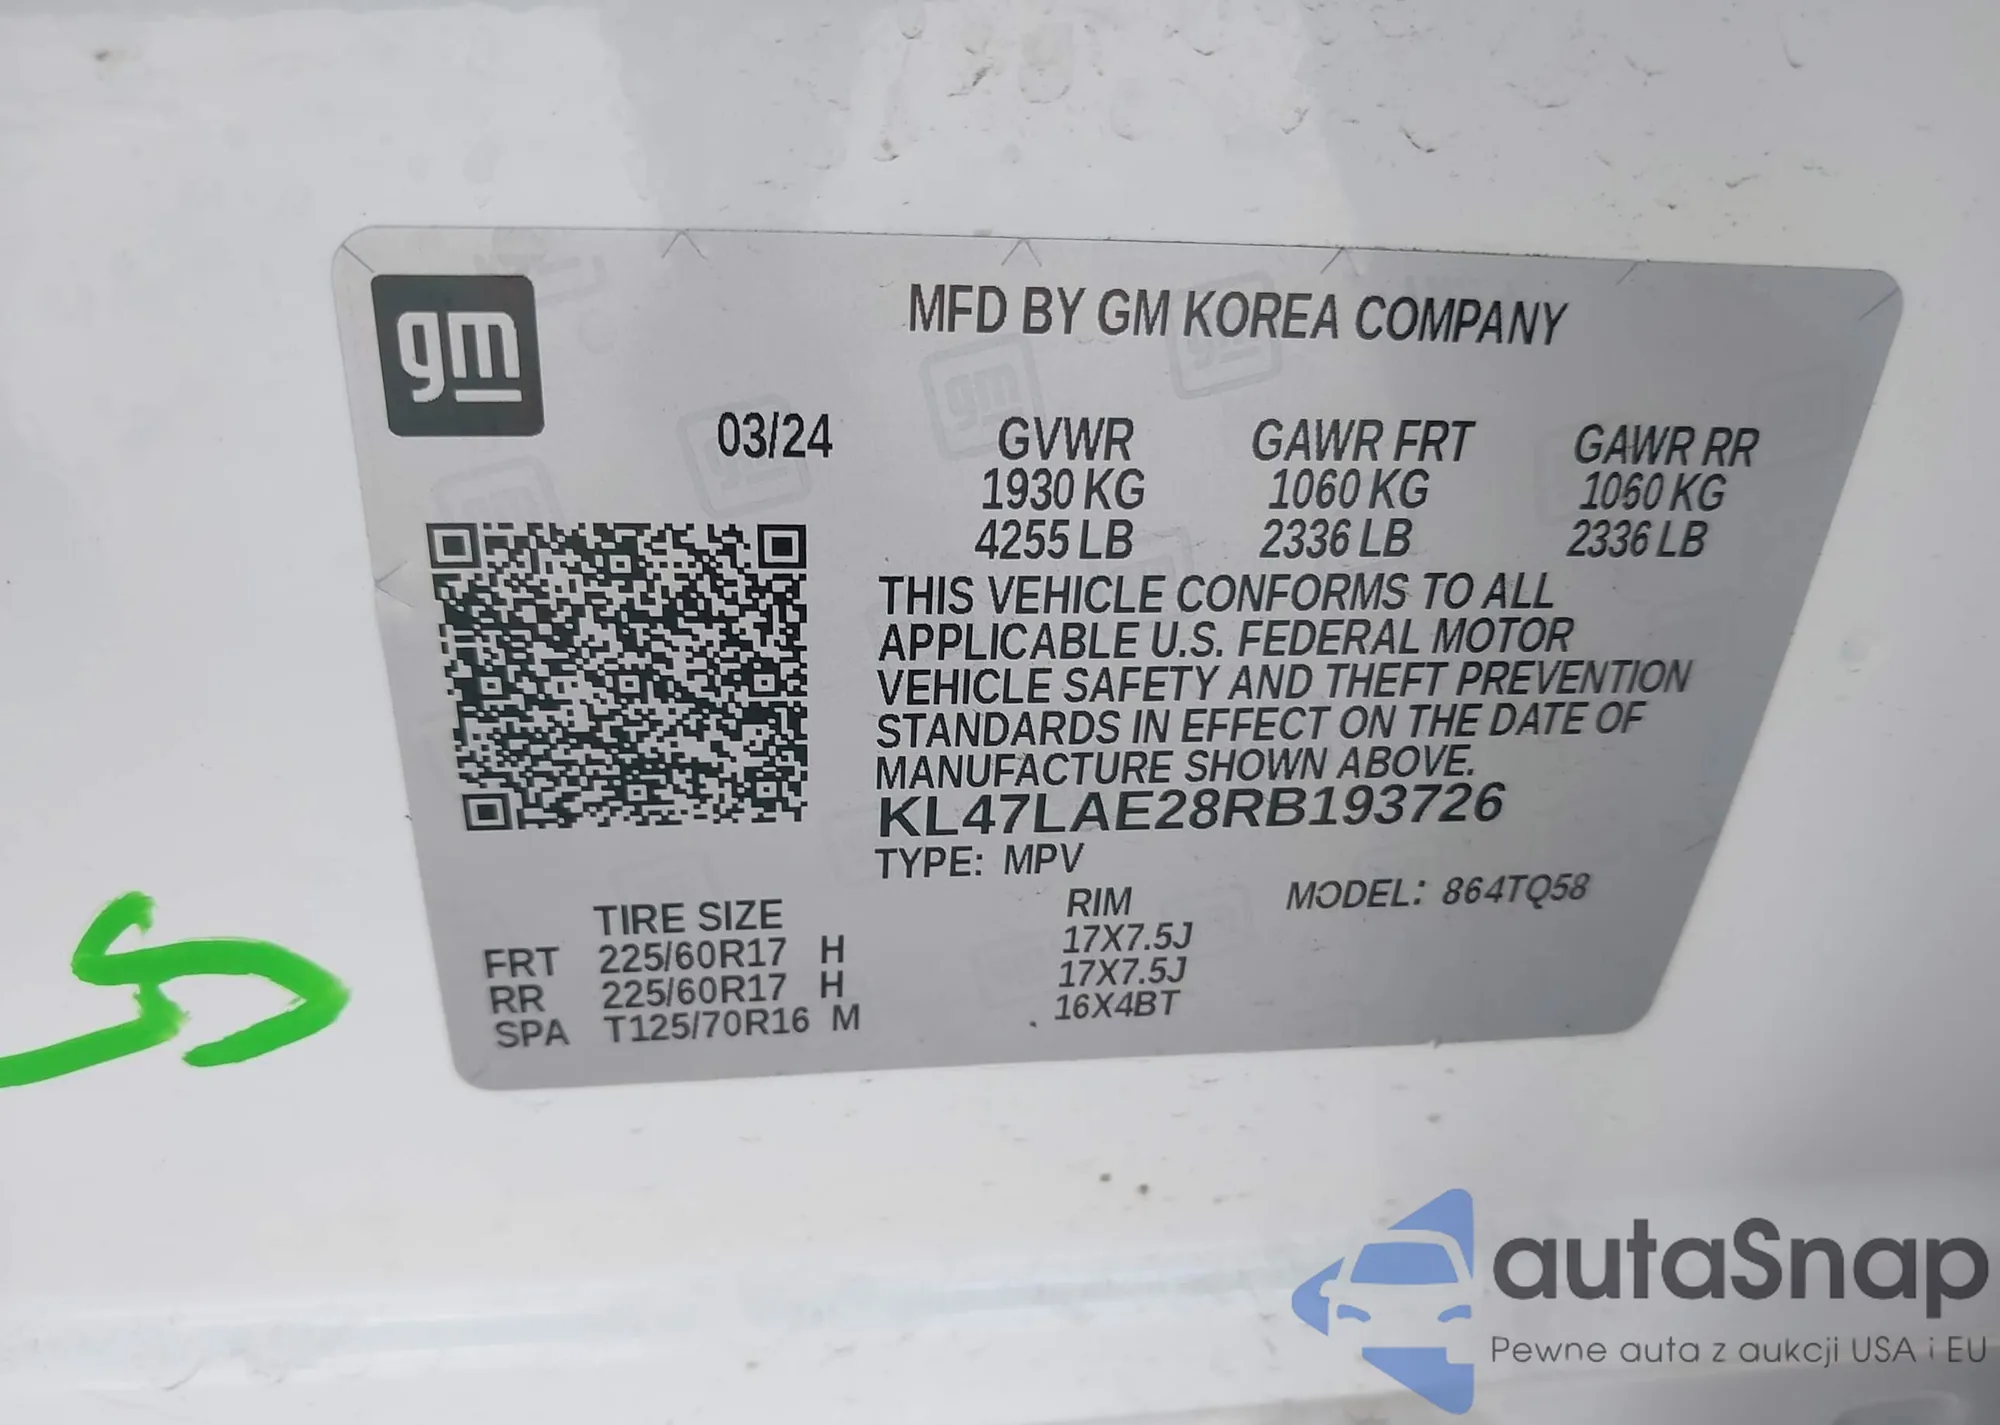 gm
MFD BY GM KOREA COMPANY
03/24
GVWR GAWR FRT GAWR RR
1930 KG 1060 KG 1060 KG
4255 LB 2336 LB 2336 LB
THIS VEHICLE CONFORMS TO ALL
APPLICABLE U.S. FEDERAL MOTOR
VEHICLE SAFETY AND THEFT PREVENTION
STANDARDS IN EFFECT ON THE DATE OF
MANUFACTURE SHOWN ABOVE.
KL47LAE28RB193726
TYPE: MPV
TIRE SIZE RIM MODEL: 864TQ58
FRT 225/60R17 H 17X7.5J
RR 225/60R17 H 17X7.5J
SPA T125/70R16 M 16X4BT
autaSnap
Pewne auta z aukcji USA i EU